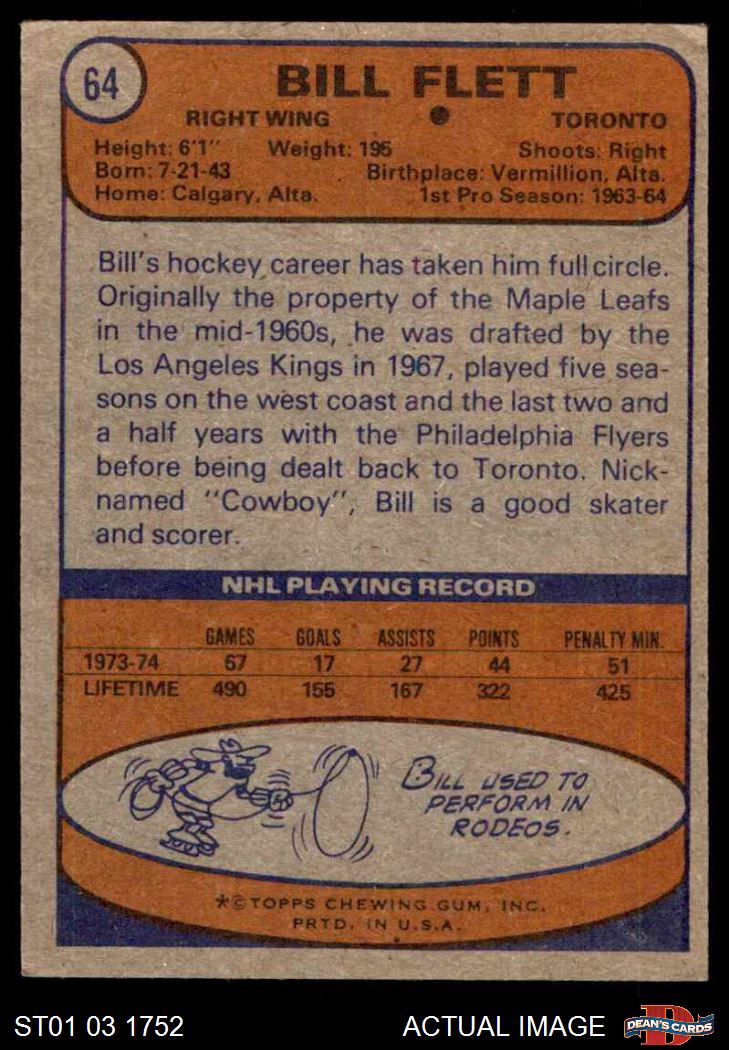 64
BILL FLETT
RIGHT WING TORONTO
Height: 6'1" Weight: 195 Shoots: Right
Born: 7-21-43 Birthplace: Vermillion, Alta.
Home: Calgary, Alta. 1st Pro Season: 1963-64
Bill's hockey career has taken him full circle.
Originally the property of the Maple Leafs
in the mid-1960s, he was drafted by the
Los Angeles Kings in 1967, played five sea-
sons on the west coast and the last two and
a half years with the Philadelphia Flyers
before being dealt back to Toronto. Nick-
named "Cowboy", Bill is a good skater
and scorer.
NHL PLAYING RECORD
GAMES GOALS ASSISTS POINTS PENALTY MIN.
1973-74 67 17 27 44 51
LIFETIME 490 155 167 322 425
BILL USED TO
PERFORM IN
RODEOS.
*©TOPPS CHEWING GUM, INC.
PRTD. IN U.S.A.
ST01 03 1752 ACTUAL IMAGE D DEAN'S CARDS